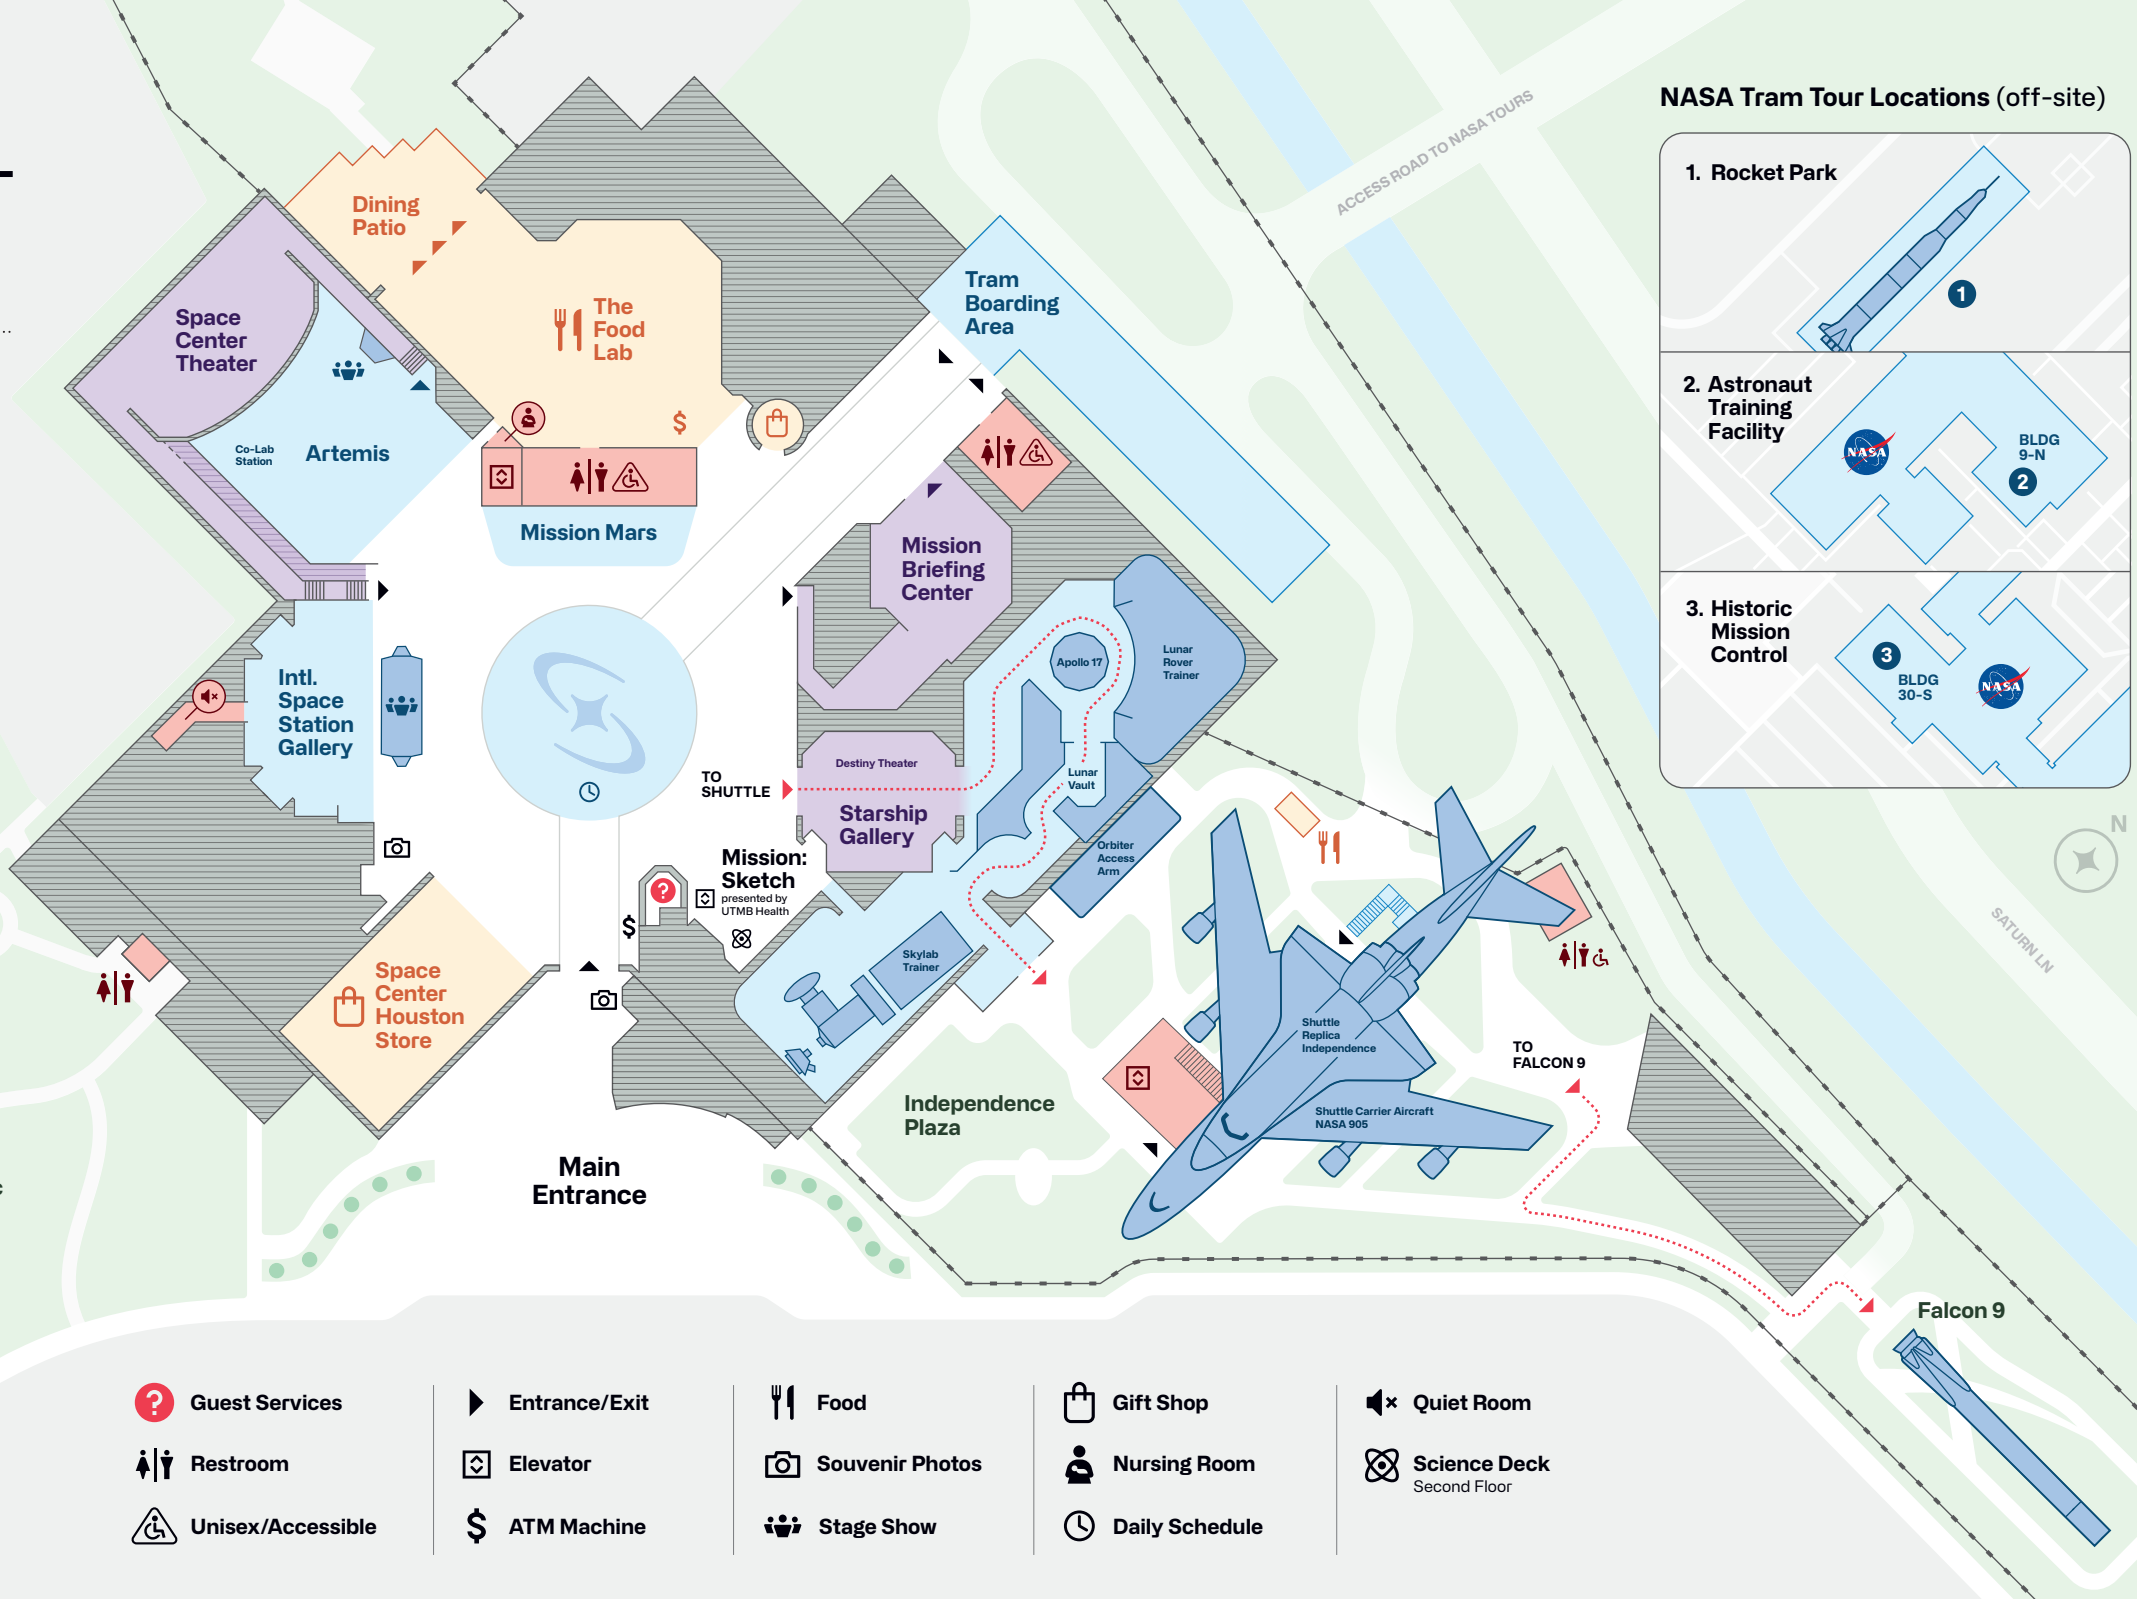 NASA Tram Tour Locations (off-site)
1. Rocket Park
1
2. Astronaut
Training
Facility
NASA
BLDG
9-N
2
3. Historic
Mission
Control
3
BLDG
30-S
NASA
N
ACCESS ROAD TO NASA TOURS
SATURN LN
Dining
Patio
The
Food
Lab
Tram
Boarding
Area
Space
Center
Theater
Co-Lab
Station
Artemis
$
Mission Mars
Mission
Briefing
Center
Intl.
Space
Station
Gallery
Apollo 17
Lunar
Rover
Trainer
TO
SHUTTLE
Destiny Theater
Starship
Gallery
Lunar
Vault
Orbiter
Access
Arm
Mission:
Sketch
presented by
UTMB Health
?
$
Skylab
Trainer
Space
Center
Houston
Store
Shuttle
Replica
Independence
Shuttle Carrier Aircraft
NASA 905
TO
FALCON 9
Independence
Plaza
Main
Entrance
Falcon 9
? Guest Services
Restroom
Unisex/Accessible
Entrance/Exit
Elevator
$ ATM Machine
Food
Souvenir Photos
Stage Show
Gift Shop
Nursing Room
Daily Schedule
Quiet Room
Science Deck
Second Floor